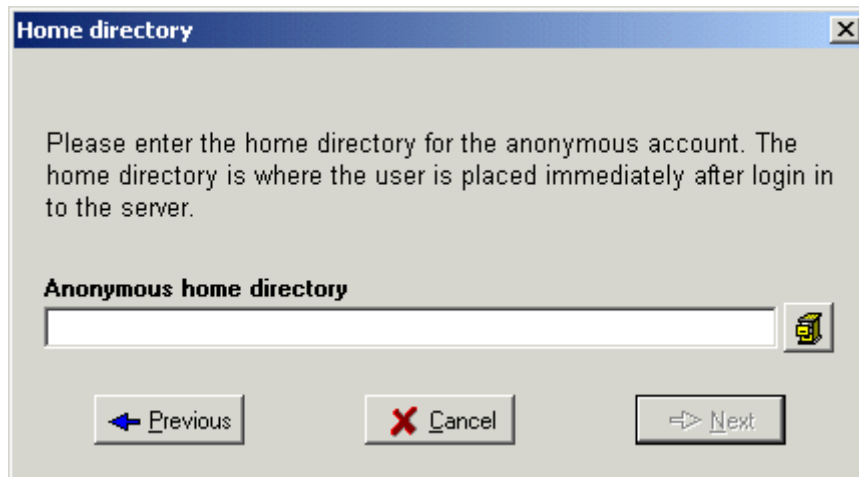 Home directory
Please enter the home directory for the anonymous account. The
home directory is where the user is placed immediately after login in
to the server.
Anonymous home directory
Previous
Cancel
Next